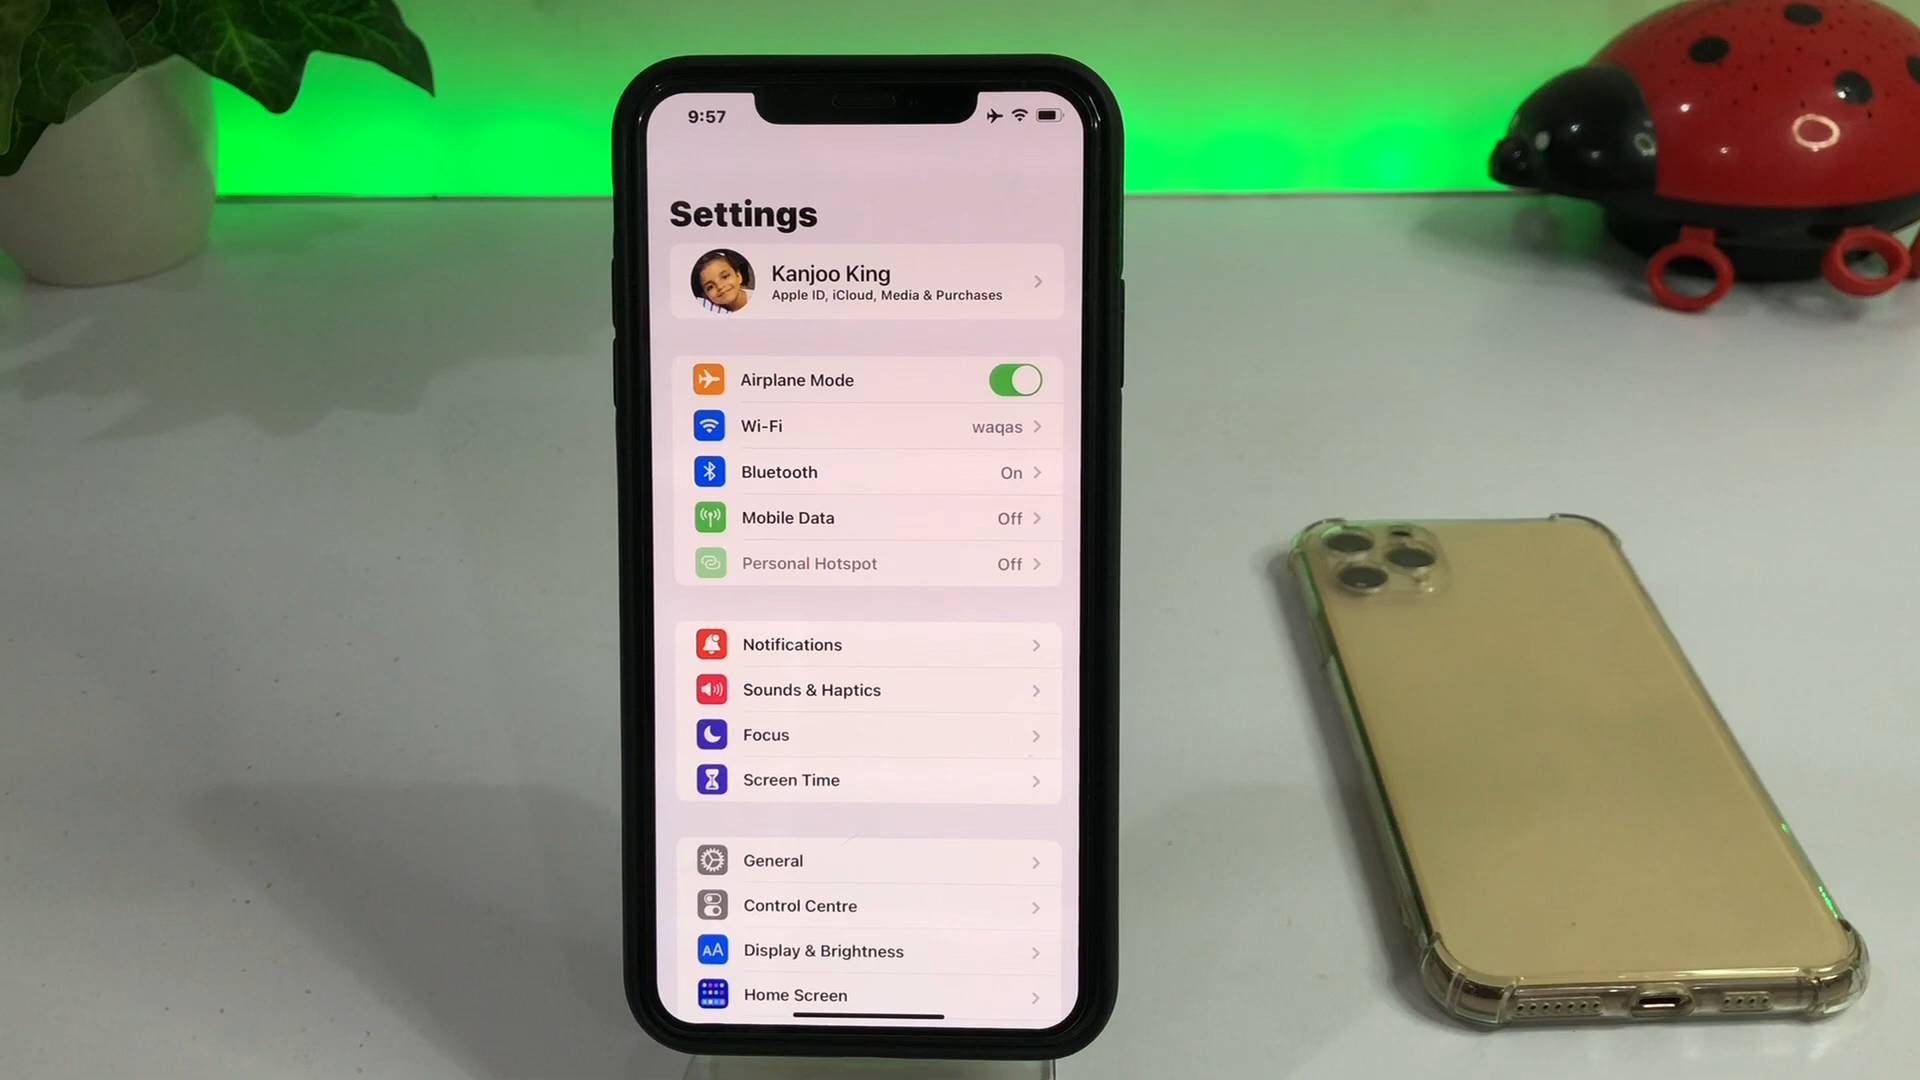 9:57
Settings
Kanjoo King
Apple ID, iCloud, Media & Purchases
Airplane Mode
Wi-Fi waqas
Bluetooth On
Mobile Data Off
Personal Hotspot Off
Notifications
Sounds & Haptics
Focus
Screen Time
General
Control Centre
AA Display & Brightness
Home Screen